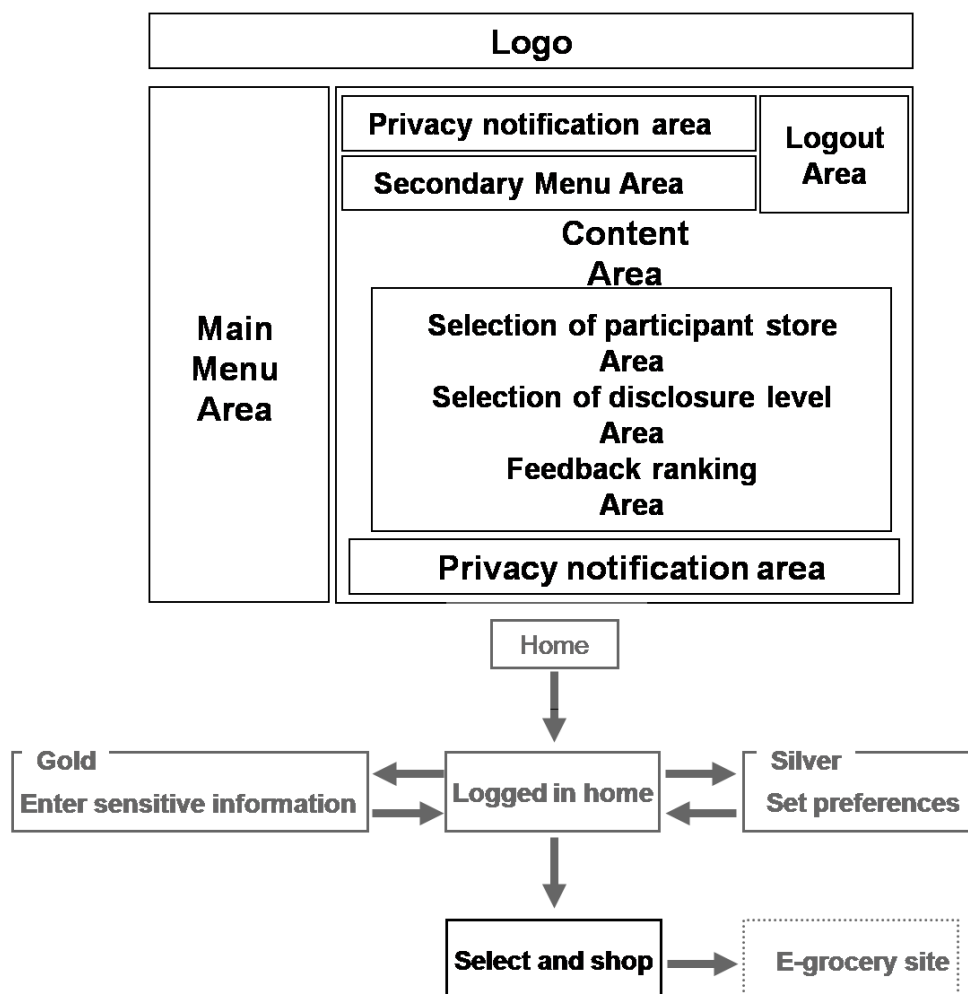 Logo
Privacy notification area
Logout
Area
Secondary Menu Area
Content
Area
Main
Menu
Area
Selection of participant store
Area
Selection of disclosure level
Area
Feedback ranking
Area
Privacy notification area
Home
Gold
Enter sensitive information
Logged in home
Silver
Set preferences
Select and shop
E-grocery site